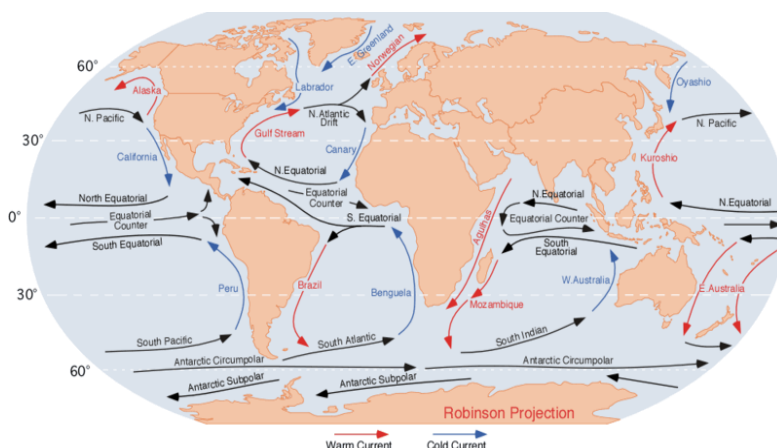 60°
30°
0°
30°
60°
E. Greenland
Norwegian
Labrador
Oyashio
Alaska
N. Pacific
N.Atlantic
Drift
Gulf Stream
California
Canary
N. Pacific
Kuroshio
N.Equatorial
North Equatorial
Equatorial
Counter
South Equatorial
Equatorial
Counter
S. Equatorial
N.Equatorial
Equatorial Counter
South
Equatorial
N.Equatorial
Agulhas
Peru
Brazil
Benguela
Mozambique
W.Australia
E.Australia
South Pacific
South Atlantic
South Indian
Antarctic Circumpolar
Antarctic Circumpolar
Antarctic Subpolar
Antarctic Subpolar
Robinson Projection
Warm Current
Cold Current